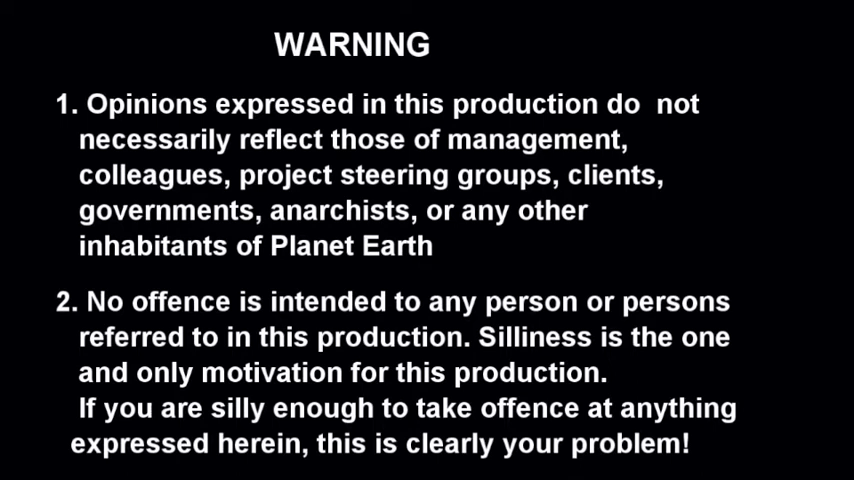 WARNING
1. Opinions expressed in this production do not
necessarily reflect those of management,
colleagues, project steering groups, clients,
governments, anarchists, or any other
inhabitants of Planet Earth
2. No offence is intended to any person or persons
referred to in this production. Silliness is the one
and only motivation for this production.
If you are silly enough to take offence at anything
expressed herein, this is clearly your problem!